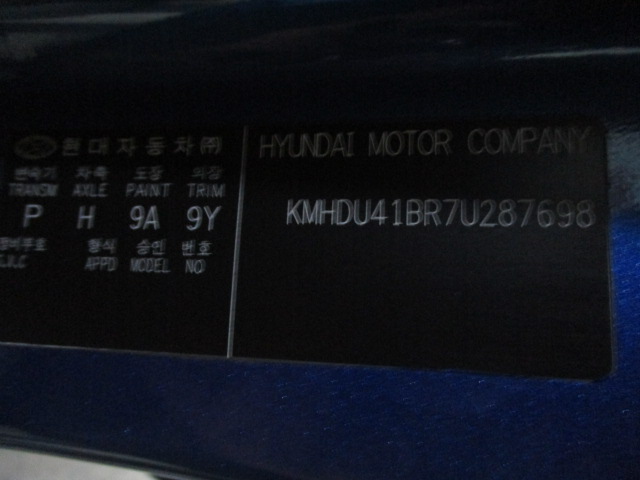 현대자동차㈜
HYUNDAI MOTOR COMPANY
변속기 차축 도장 의장
TRANSM AXLE PAINT TRIM
P H 9A 9Y
KMHDU41BR7U287698
형식 승인 번호
APPD MODEL NO